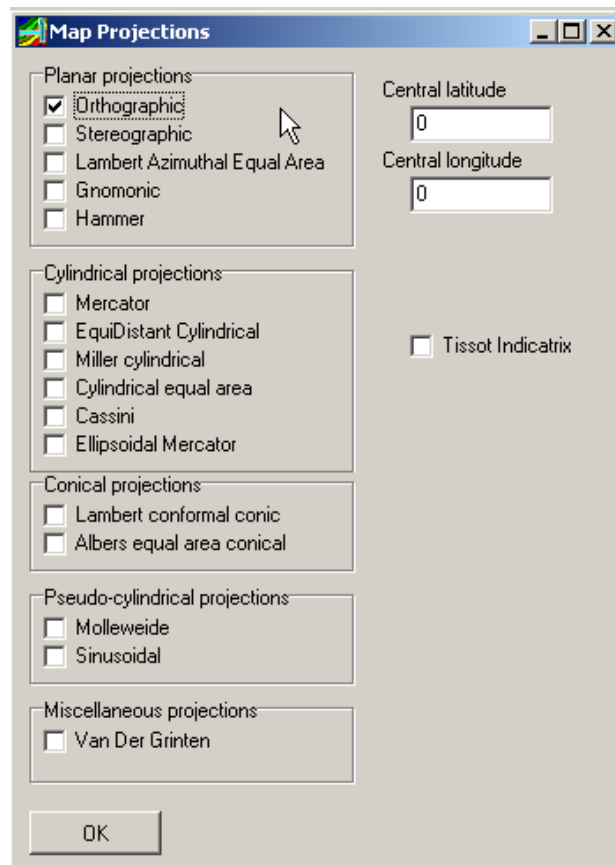 Map Projections
Planar projections
Orthographic
Stereographic
Lambert Azimuthal Equal Area
Gnomonic
Hammer
Central latitude
0
Central longitude
0
Cylindrical projections
Mercator
EquiDistant Cylindrical
Miller cylindrical
Cylindrical equal area
Cassini
Ellipsoidal Mercator
Tissot Indicatrix
Conical projections
Lambert conformal conic
Albers equal area conical
Pseudo-cylindrical projections
Molleweide
Sinusoidal
Miscellaneous projections
Van Der Grinten
OK